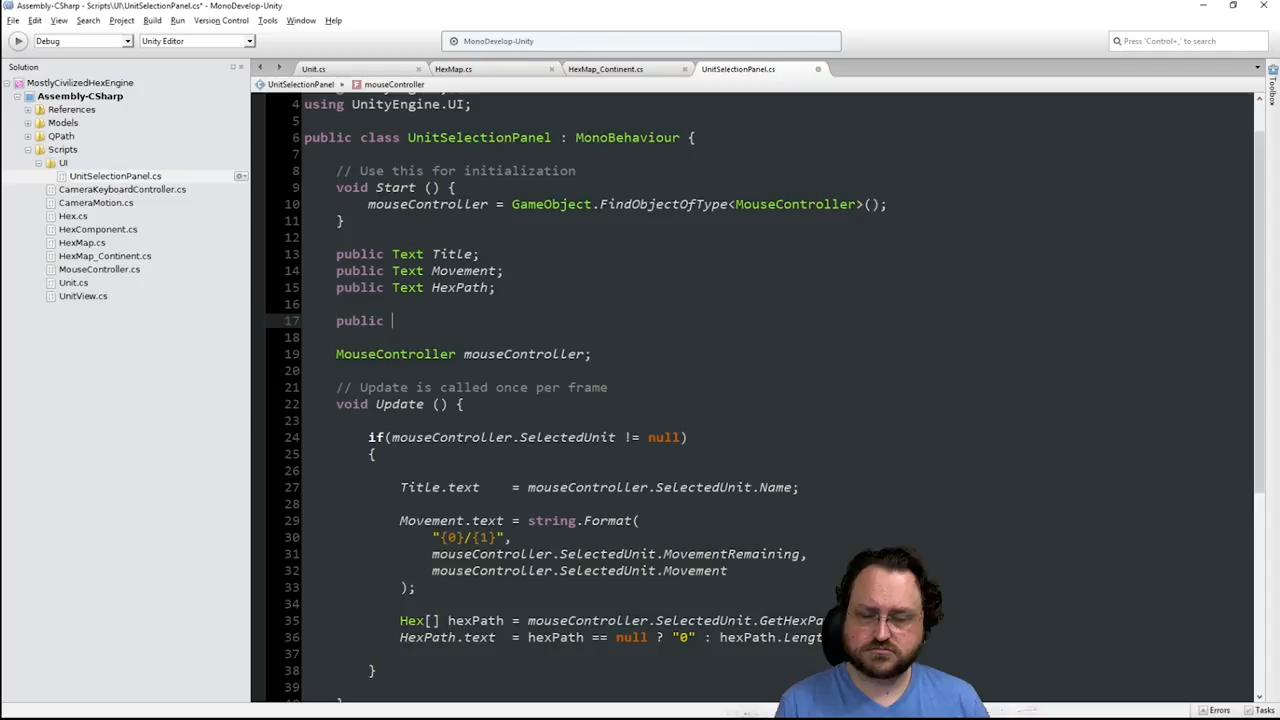 Assembly-CSharp - Scripts\UI\UnitSelectionPanel.cs* - MonoDevelop-Unity
File Edit View Search Project Build Run Version Control Tools Window Help
Debug Unity Editor MonoDevelop-Unity Press 'Control+,' to search
Solution
MostlyCivilizedHexEngine
Assembly-CSharp
References
Models
QPath
Scripts
UI
UnitSelectionPanel.cs
CameraKeyboardController.cs
CameraMotion.cs
Hex.cs
HexComponent.cs
HexMap.cs
HexMap_Continent.cs
MouseController.cs
Unit.cs
UnitView.cs
Unit.cs HexMap.cs HexMap_Continent.cs UnitSelectionPanel.cs
UnitSelectionPanel mouseController
4 using UnityEngine.UI;
5
6 public class UnitSelectionPanel : MonoBehaviour {
7
8 // Use this for initialization
9 void Start () {
10 mouseController = GameObject.FindObjectOfType<MouseController>();
11 }
12
13 public Text Title;
14 public Text Movement;
15 public Text HexPath;
16
17 public
18
19 MouseController mouseController;
20
21 // Update is called once per frame
22 void Update () {
23
24 if(mouseController.SelectedUnit != null)
25 {
26
27 Title.text = mouseController.SelectedUnit.Name;
28
29 Movement.text = string.Format(
30 "{0}/{1}",
31 mouseController.SelectedUnit.MovementRemaining,
32 mouseController.SelectedUnit.Movement
33 );
34
35 Hex[] hexPath = mouseController.SelectedUnit.GetHexPa
36 HexPath.text = hexPath == null ? "0" : hexPath.Lengt
37
38 }
39
Toolbox
Errors Tasks